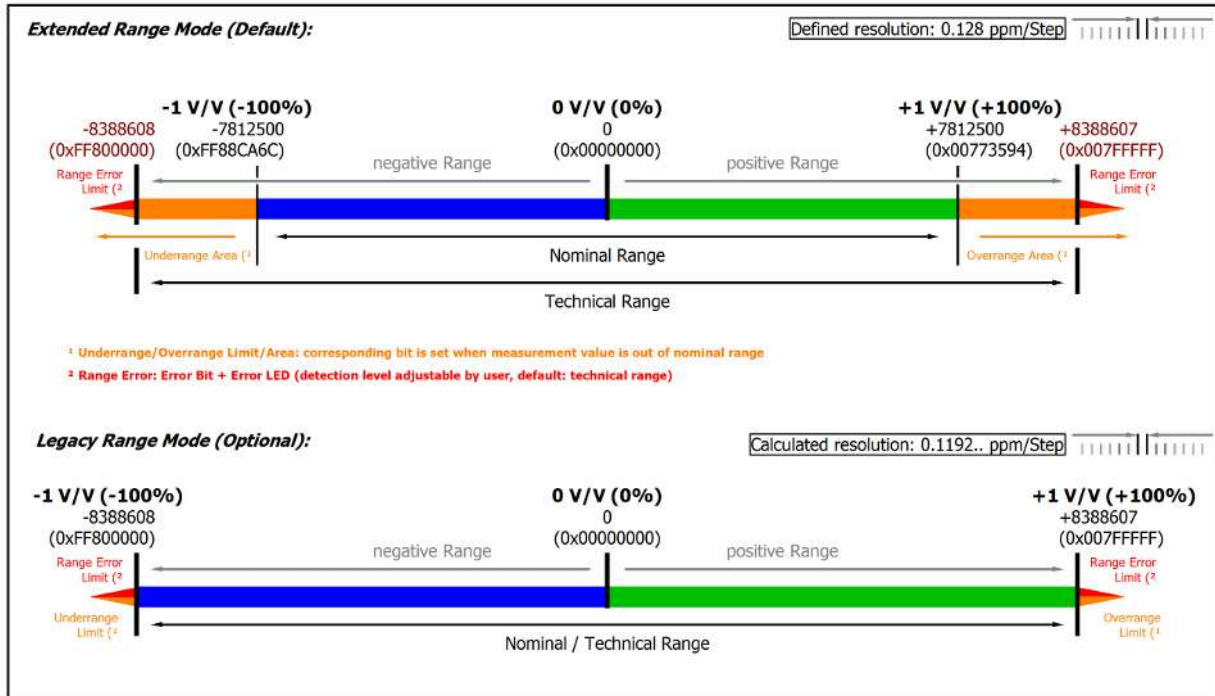 Extended Range Mode (Default):
Defined resolution: 0.128 ppm/Step
-1 V/V (-100%)
0 V/V (0%)
+1 V/V (+100%)
-8388608
(0xFF800000)
-7812500
(0xFF88CA6C)
0
(0x00000000)
+7812500
(0x00773594)
+8388607
(0x007FFFFF)
negative Range
positive Range
Range Error
Limit (²
Range Error
Limit (²
Underrange Area (¹
Nominal Range
Overrange Area (¹
Technical Range
¹ Underrange/Overrange Limit/Area: corresponding bit is set when measurement value is out of nominal range
² Range Error: Error Bit + Error LED (detection level adjustable by user, default: technical range)
Legacy Range Mode (Optional):
Calculated resolution: 0.1192.. ppm/Step
-1 V/V (-100%)
0 V/V (0%)
+1 V/V (+100%)
-8388608
(0xFF800000)
0
(0x00000000)
+8388607
(0x007FFFFF)
negative Range
positive Range
Range Error
Limit (²
Range Error
Limit (²
Underrange
Limit (¹
Overrange
Limit (¹
Nominal / Technical Range